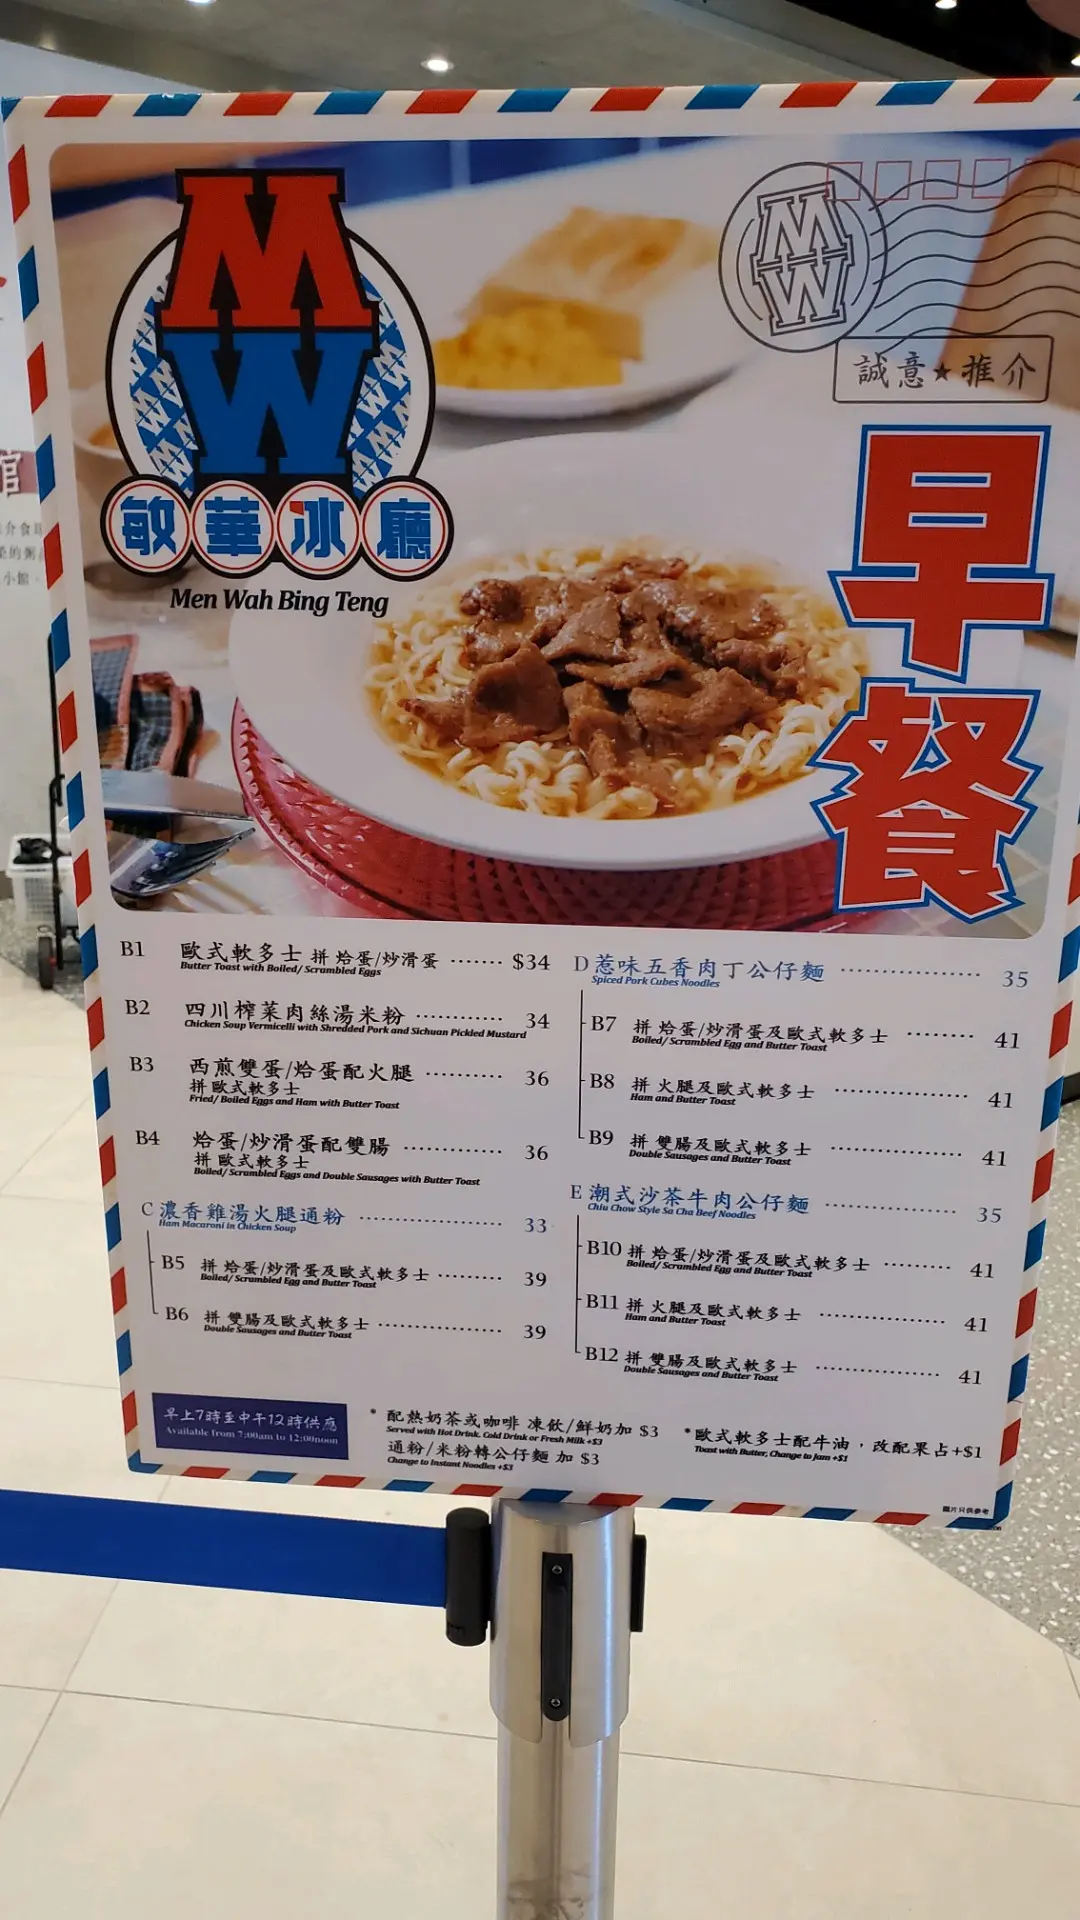 MW
MW
誠意★推介
敏華冰廳
Men Wah Bing Teng
早餐
B1 歐式軟多士 拼 烚蛋/炒滑蛋 ······· $34
Butter Toast with Boiled/ Scrambled Eggs
B2 四川榨菜肉絲湯米粉 ············ 34
Chicken Soup Vermicelli with Shredded Pork and Sichuan Pickled Mustard
B3 西煎雙蛋/烚蛋配火腿 ·········· 36
拼 歐式軟多士
Fried/ Boiled Eggs and Ham with Butter Toast
B4 烚蛋/炒滑蛋配雙腸 ············· 36
拼 歐式軟多士
Boiled/ Scrambled Eggs and Double Sausages with Butter Toast
C 濃香雞湯火腿通粉 ··················· 33
Ham Macaroni in Chicken Soup
B5 拼 烚蛋/炒滑蛋及歐式軟多士 ········· 39
Boiled/ Scrambled Egg and Butter Toast
B6 拼 雙腸及歐式軟多士 ················· 39
Double Sausages and Butter Toast
D 惹味五香肉丁公仔麵 ··················· 35
Spiced Pork Cubes Noodles
B7 拼 烚蛋/炒滑蛋及歐式軟多士 ········· 41
Boiled/ Scrambled Egg and Butter Toast
B8 拼 火腿及歐式軟多士 ·················· 41
Ham and Butter Toast
B9 拼 雙腸及歐式軟多士 ·················· 41
Double Sausages and Butter Toast
E 潮式沙茶牛肉公仔麵 ··················· 35
Chiu Chow Style Sa Cha Beef Noodles
B10 拼 烚蛋/炒滑蛋及歐式軟多士 ········· 41
Boiled/ Scrambled Egg and Butter Toast
B11 拼 火腿及歐式軟多士 ················· 41
Ham and Butter Toast
B12 拼 雙腸及歐式軟多士 ················· 41
Double Sausages and Butter Toast
早上7時至中午12時供應
Available from 7:00am to 12:00noon
* 配熱奶茶或咖啡 凍飲/鮮奶加 $3
Served with Hot Drink, Cold Drink or Fresh Milk +$3
通粉/米粉轉公仔麵 加 $3
Change to Instant Noodles +$3
*歐式軟多士配牛油，改配果占+$1
Toast with Butter, Change to Jam +$1
圖片只供參考
館
小館